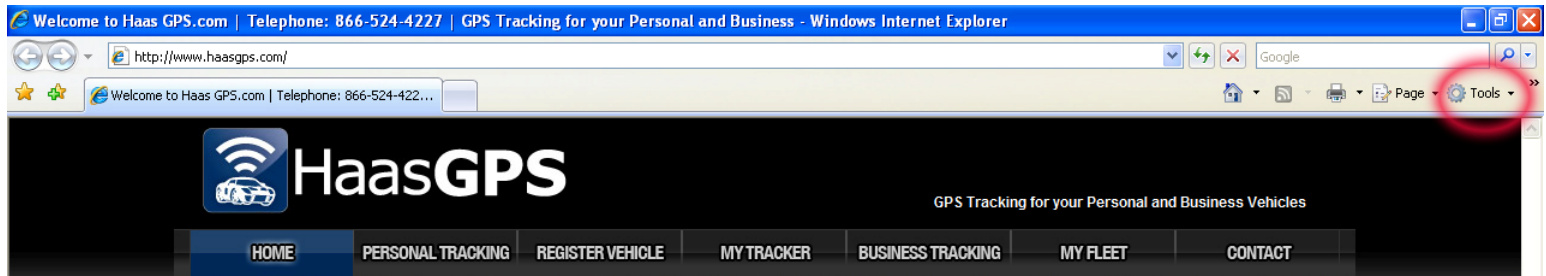 Welcome to Haas GPS.com | Telephone: 866-524-4227 | GPS Tracking for your Personal and Business - Windows Internet Explorer
http://www.haasgps.com/
Google
Welcome to Haas GPS.com | Telephone: 866-524-422...
Page
Tools
»
HaasGPS
GPS Tracking for your Personal and Business Vehicles
HOME PERSONAL TRACKING REGISTER VEHICLE MY TRACKER BUSINESS TRACKING MY FLEET CONTACT